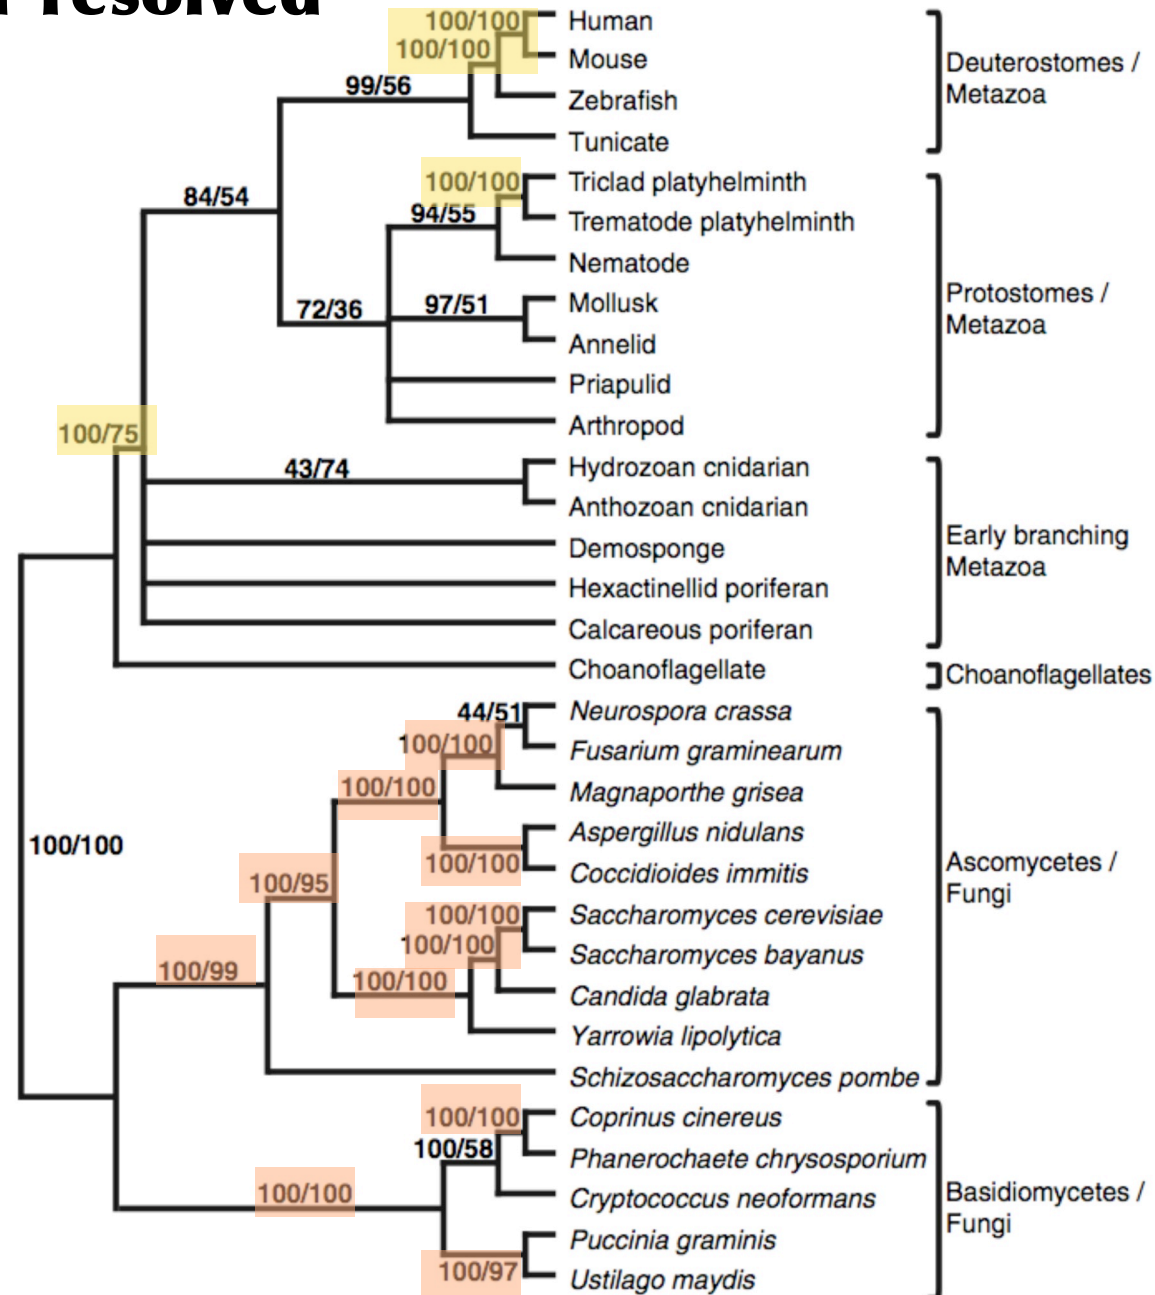 resolved
100/100
Human
100/100
Mouse
Deuterostomes /
Metazoa
99/56
Zebrafish
Tunicate
100/100
Triclad platyhelminth
84/54
94/55
Trematode platyhelminth
Nematode
72/36
97/51
Mollusk
Protostomes /
Metazoa
Annelid
Priapulid
Arthropod
100/75
43/74
Hydrozoan cnidarian
Anthozoan cnidarian
Early branching
Metazoa
Demosponge
Hexactinellid poriferan
Calcareous poriferan
Choanoflagellate
Choanoflagellates
44/51
Neurospora crassa
100/100
Fusarium graminearum
100/100
Magnaporthe grisea
Aspergillus nidulans
100/100
100/100
Coccidioides immitis
Ascomycetes /
Fungi
100/95
100/100
Saccharomyces cerevisiae
100/100
Saccharomyces bayanus
100/99
100/100
Candida glabrata
Yarrowia lipolytica
Schizosaccharomyces pombe
100/100
Coprinus cinereus
100/58
Phanerochaete chrysosporium
100/100
Cryptococcus neoformans
Basidiomycetes /
Fungi
Puccinia graminis
100/97
Ustilago maydis